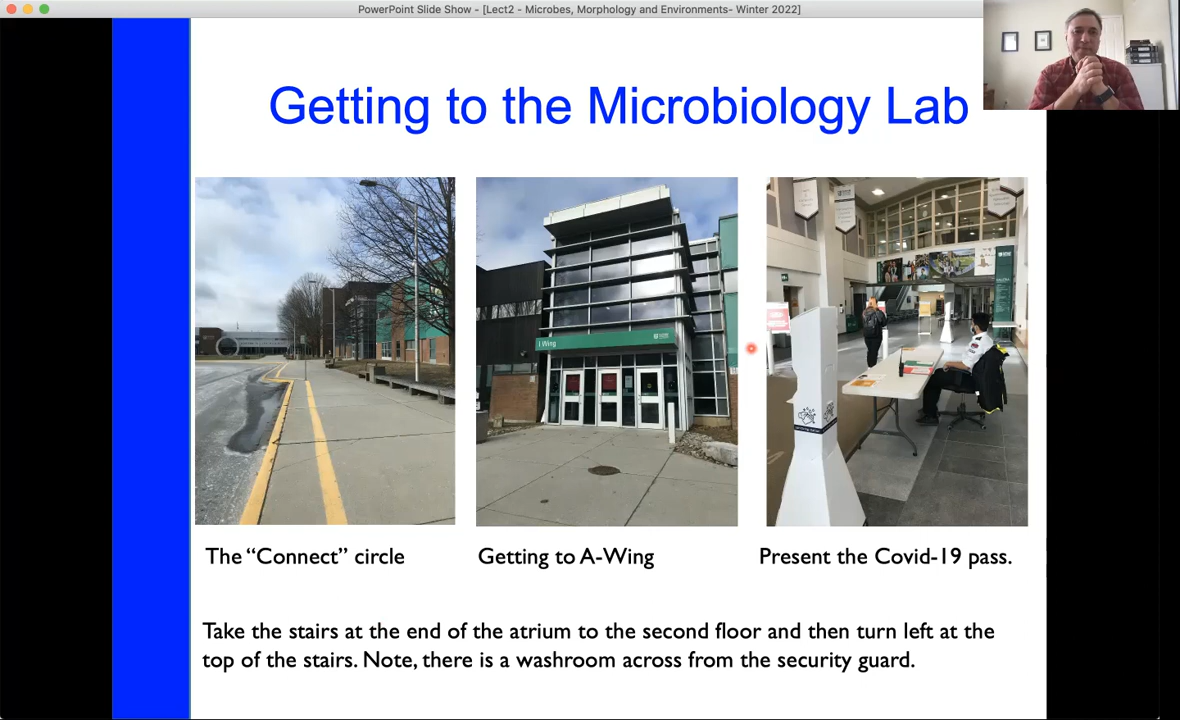 PowerPoint Slide Show - [Lect2 - Microbes, Morphology and Environments- Winter 2022]
Getting to the Microbiology Lab
I Wing
The “Connect” circle
Getting to A-Wing
Present the Covid-19 pass.
Take the stairs at the end of the atrium to the second floor and then turn left at the
top of the stairs. Note, there is a washroom across from the security guard.